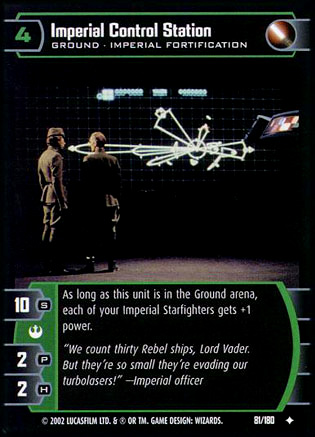 4
Imperial Control Station
GROUND · IMPERIAL FORTIFICATION
10 S
2 P
2 H
As long as this unit is in the Ground arena,
each of your Imperial Starfighters gets +1
power.
"We count thirty Rebel ships, Lord Vader.
But they're so small they're evading our
turbolasers!" —Imperial officer
© 2002 LUCASFILM LTD. & ® OR TM. GAME DESIGN: WIZARDS.
81/180